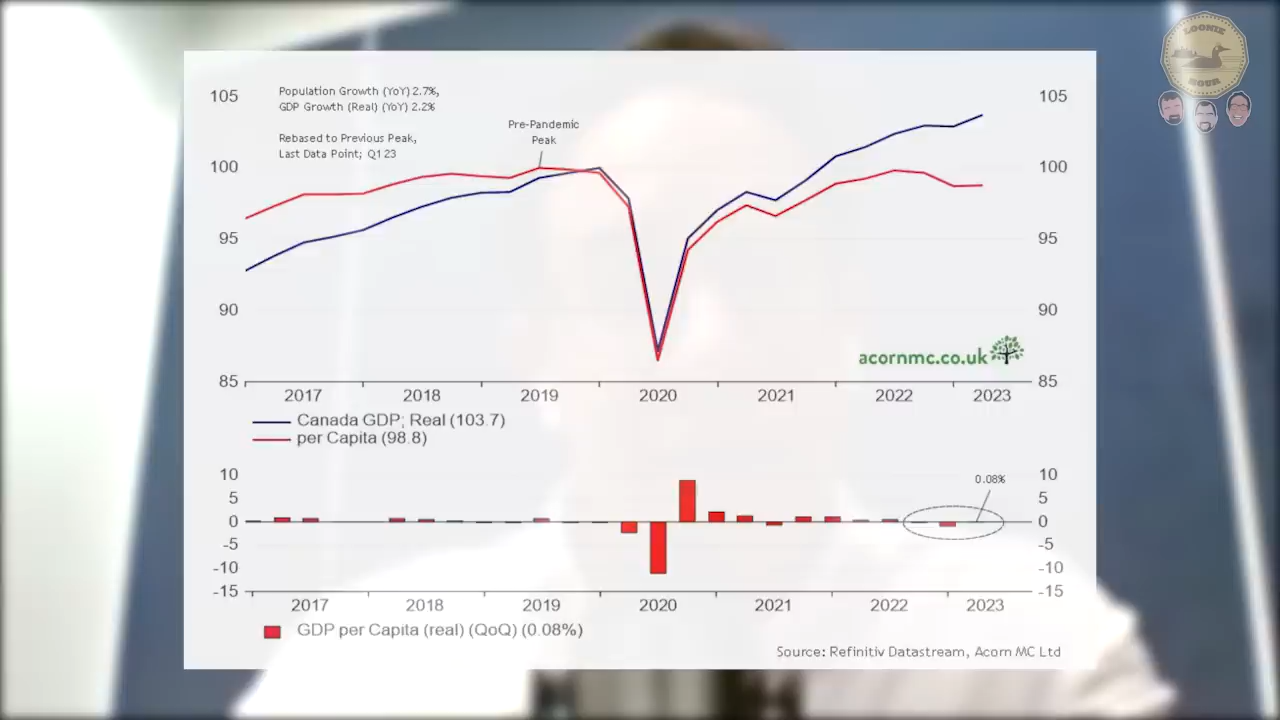 LOONIE
HOUR
Population Growth (YoY) 2.7%,
GDP Growth (Real) (YoY) 2.2%
Rebased to Previous Peak,
Last Data Point; Q1 23
Pre-Pandemic
Peak
105
105
100
100
95
95
90
90
acornmc.co.uk
85
85
2017 2018 2019 2020 2021 2022 2023
Canada GDP; Real (103.7)
per Capita (98.8)
10
10
0.08%
5
5
0
0
-5
-5
-10
-10
-15
-15
2017 2018 2019 2020 2021 2022 2023
GDP per Capita (real) (QoQ) (0.08%)
Source: Refinitiv Datastream, Acorn MC Ltd